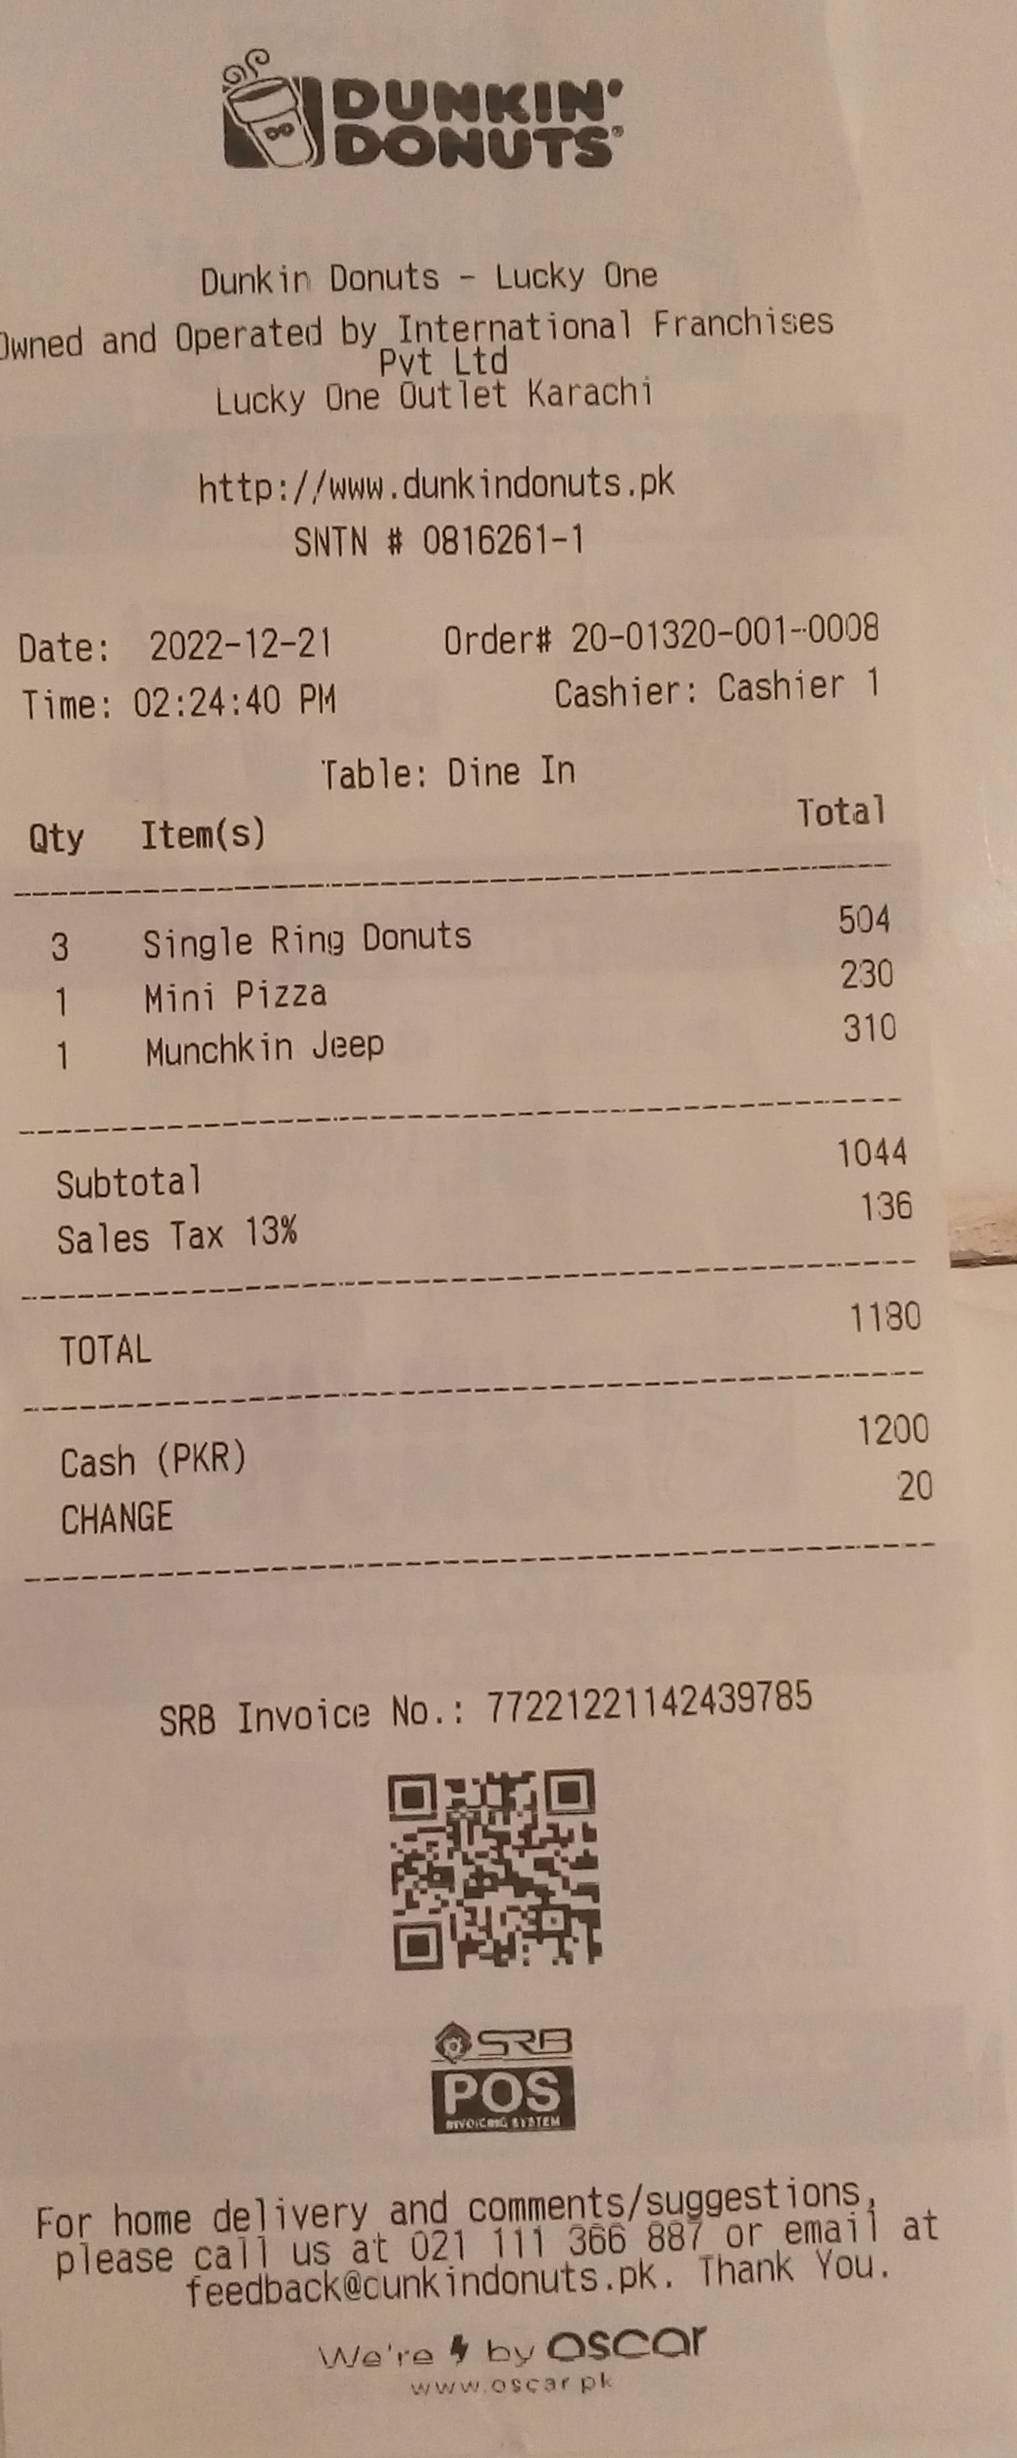 DUNKIN'
DONUTS®
Dunkin Donuts - Lucky One
Owned and Operated by International Franchises
Pvt Ltd
Lucky One Outlet Karachi
http://www.dunkindonuts.pk
SNTN # 0816261-1
Date: 2022-12-21 Order# 20-01320-001-0008
Time: 02:24:40 PM Cashier: Cashier 1
Table: Dine In
Qty Item(s) Total
3 Single Ring Donuts 504
1 Mini Pizza 230
1 Munchkin Jeep 310
Subtotal 1044
Sales Tax 13% 136
TOTAL 1180
Cash (PKR) 1200
CHANGE 20
SRB Invoice No.: 77221221142439785
SRB
POS
INVOICING SYSTEM
For home delivery and comments/suggestions,
please call us at 021 111 366 887 or email at
feedback@dunkindonuts.pk. Thank You.
We're by oscar
www.oscar.pk